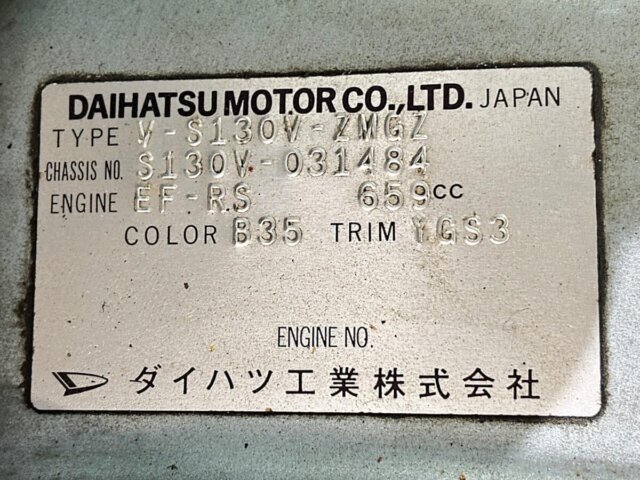 DAIHATSU MOTOR CO.,LTD. JAPAN
TYPE V-S130V-ZMGZ
CHASSIS NO. S130V-031484
ENGINE EF-RS 659CC
COLOR B35 TRIM YGS3
ENGINE NO.
ダイハツ工業株式会社